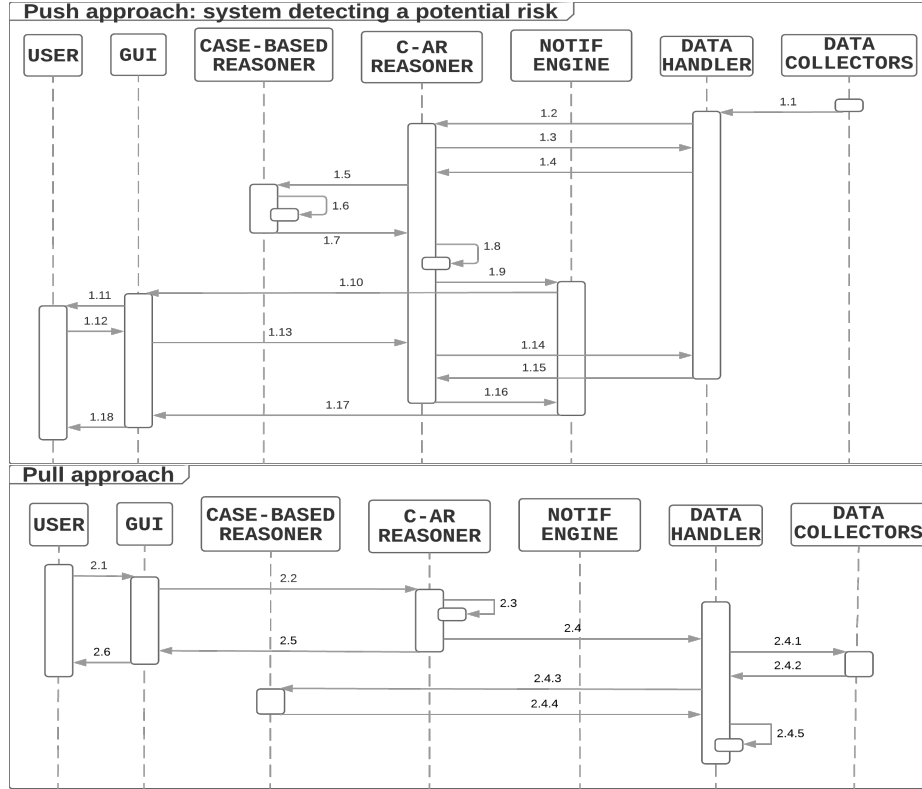 Push approach: system detecting a potential risk
USER
GUI
CASE-BASED
REASONER
C-AR
REASONER
NOTIF
ENGINE
DATA
HANDLER
DATA
COLLECTORS
1.1
1.2
1.3
1.4
1.5
1.6
1.7
1.8
1.9
1.10
1.11
1.12
1.13
1.14
1.15
1.16
1.17
1.18
Pull approach
USER
GUI
CASE-BASED
REASONER
C-AR
REASONER
NOTIF
ENGINE
DATA
HANDLER
DATA
COLLECTORS
2.1
2.2
2.3
2.4
2.4.1
2.5
2.6
2.4.2
2.4.3
2.4.4
2.4.5